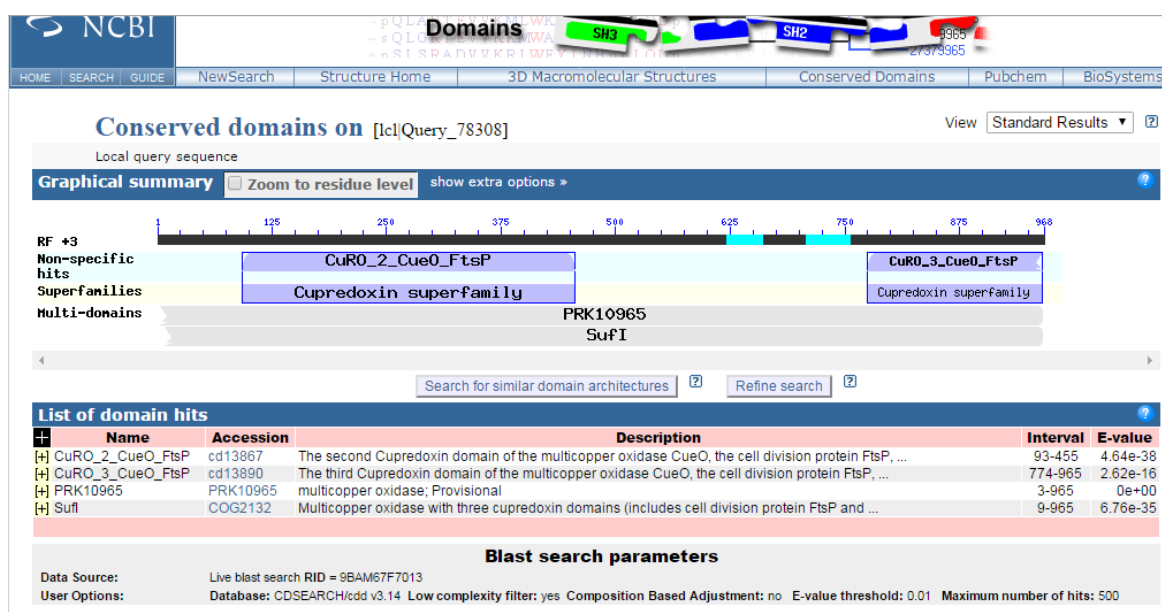 NCBI
Domains
SH3
SH2
9965
27379965
HOME SEARCH GUIDE NewSearch Structure Home 3D Macromolecular Structures Conserved Domains Pubchem BioSystems
Conserved domains on [lcl|Query_78308]
View Standard Results
Local query sequence
Graphical summary Zoom to residue level show extra options »
1 125 250 375 500 625 750 875 968
RF +3
Non-specific CuRO_2_CueO_FtsP CuRO_3_CueO_FtsP
hits
Superfamilies Cupredoxin superfamily Cupredoxin superfamily
Multi-domains PRK10965
SufI
Search for similar domain architectures ? Refine search ?
List of domain hits
+ Name Accession Description Interval E-value
[+] CuRO_2_CueO_FtsP cd13867 The second Cupredoxin domain of the multicopper oxidase CueO, the cell division protein FtsP, ... 93-455 4.64e-38
[+] CuRO_3_CueO_FtsP cd13890 The third Cupredoxin domain of the multicopper oxidase CueO, the cell division protein FtsP, ... 774-965 2.62e-16
[+] PRK10965 PRK10965 multicopper oxidase; Provisional 3-965 0e+00
[+] SufI COG2132 Multicopper oxidase with three cupredoxin domains (includes cell division protein FtsP and ... 9-965 6.76e-35
Blast search parameters
Data Source: Live blast search RID = 9BAM67F7013
User Options: Database: CDSEARCH/cdd v3.14 Low complexity filter: yes Composition Based Adjustment: no E-value threshold: 0.01 Maximum number of hits: 500